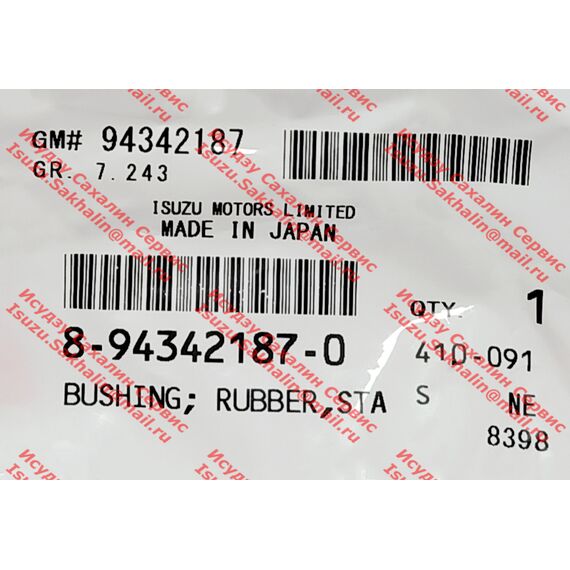 GM# 94342187
GR- 7.243
ISUZU MOTORS LIMITED
MADE IN JAPAN
QTY. 1
8-94342187-0
410-091
BUSHING; RUBBER,STA
S NE
8398
Исудзу Сахалин Сервис
Isuzu.Sakhalin@mail.ru